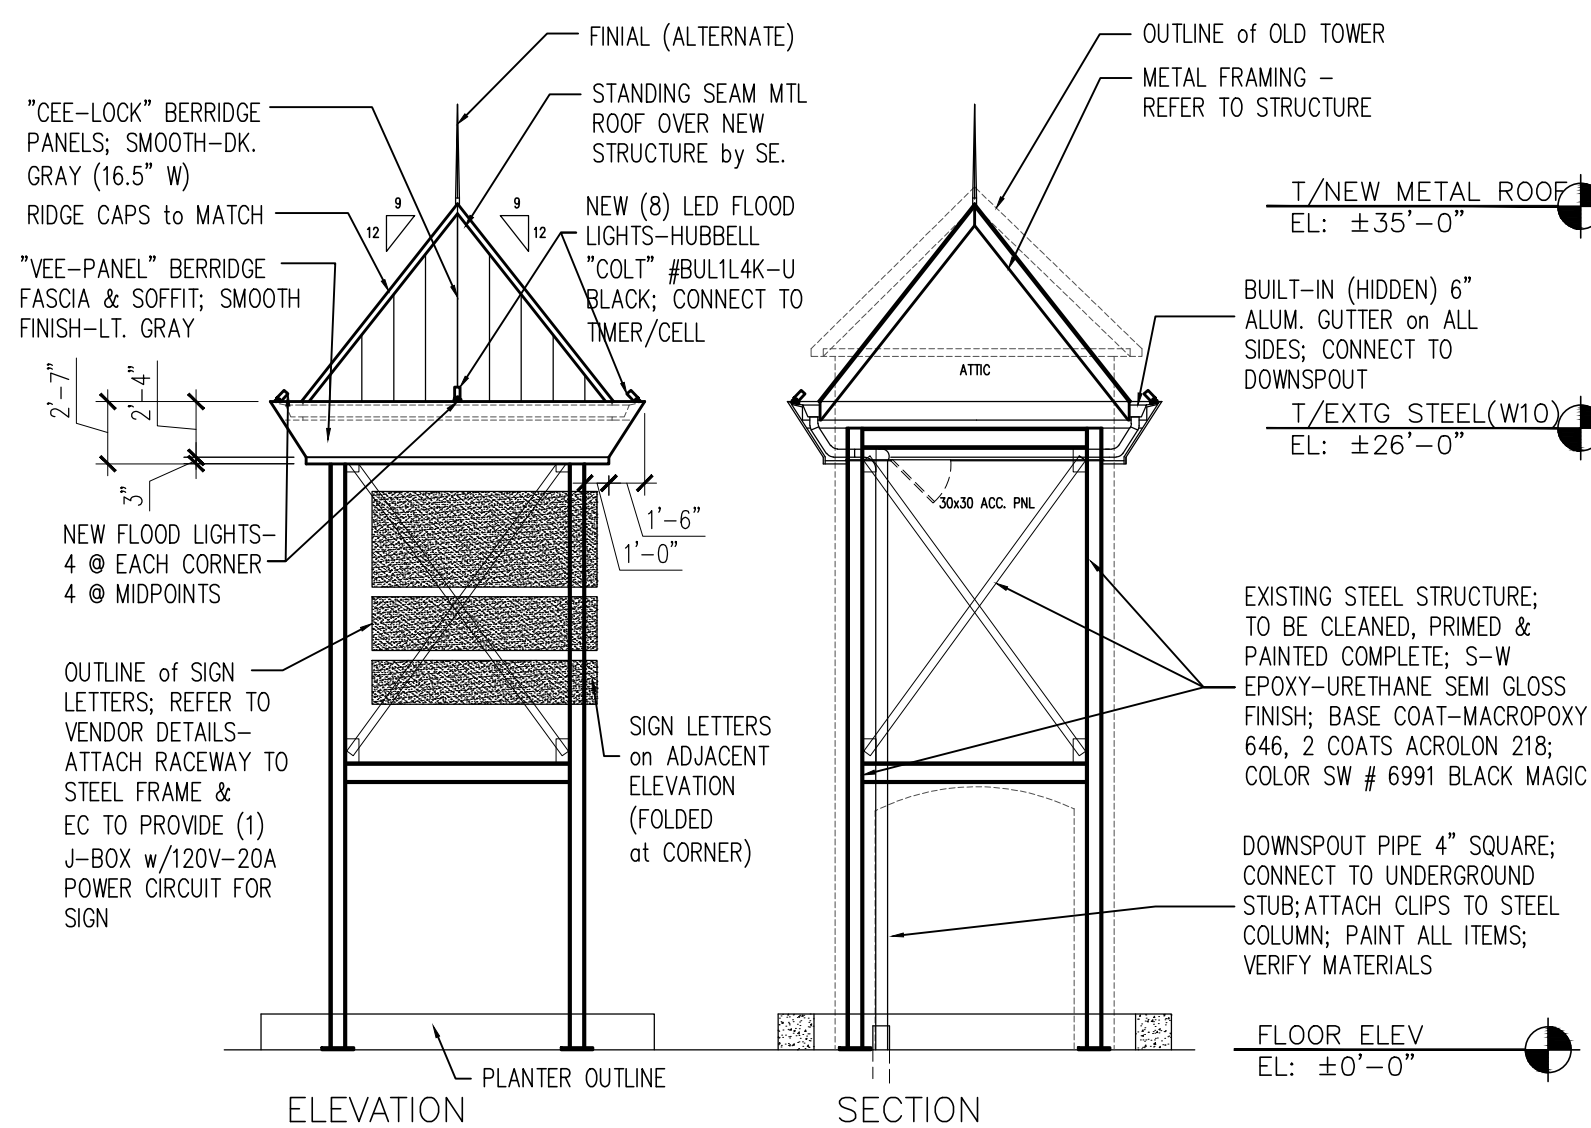 FINIAL (ALTERNATE)
"CEE-LOCK" BERRIDGE
PANELS; SMOOTH-DK.
GRAY (16.5" W)
RIDGE CAPS to MATCH
"VEE-PANEL" BERRIDGE
FASCIA & SOFFIT; SMOOTH
FINISH-LT. GRAY
STANDING SEAM MTL
ROOF OVER NEW
STRUCTURE by SE.
NEW (8) LED FLOOD
LIGHTS-HUBBELL
"COLT" #BUL1L4K-U
BLACK; CONNECT TO
TIMER/CELL
9
12
9
12
2'-7"
2'-4"
3"
NEW FLOOD LIGHTS-
4 @ EACH CORNER
4 @ MIDPOINTS
1'-6"
1'-0"
OUTLINE of SIGN
LETTERS; REFER TO
VENDOR DETAILS-
ATTACH RACEWAY TO
STEEL FRAME &
EC TO PROVIDE (1)
J-BOX w/120V-20A
POWER CIRCUIT FOR
SIGN
SIGN LETTERS
on ADJACENT
ELEVATION
(FOLDED
at CORNER)
PLANTER OUTLINE
ELEVATION
OUTLINE of OLD TOWER
METAL FRAMING -
REFER TO STRUCTURE
T/NEW METAL ROOF
EL: ±35'-0"
BUILT-IN (HIDDEN) 6"
ALUM. GUTTER on ALL
SIDES; CONNECT TO
DOWNSPOUT
ATTIC
T/EXTG STEEL(W10)
EL: ±26'-0"
30x30 ACC. PNL
EXISTING STEEL STRUCTURE;
TO BE CLEANED, PRIMED &
PAINTED COMPLETE; S-W
EPOXY-URETHANE SEMI GLOSS
FINISH; BASE COAT-MACROPOXY
646, 2 COATS ACROLON 218;
COLOR SW # 6991 BLACK MAGIC
DOWNSPOUT PIPE 4" SQUARE;
CONNECT TO UNDERGROUND
STUB; ATTACH CLIPS TO STEEL
COLUMN; PAINT ALL ITEMS;
VERIFY MATERIALS
FLOOR ELEV
EL: ±0'-0"
SECTION